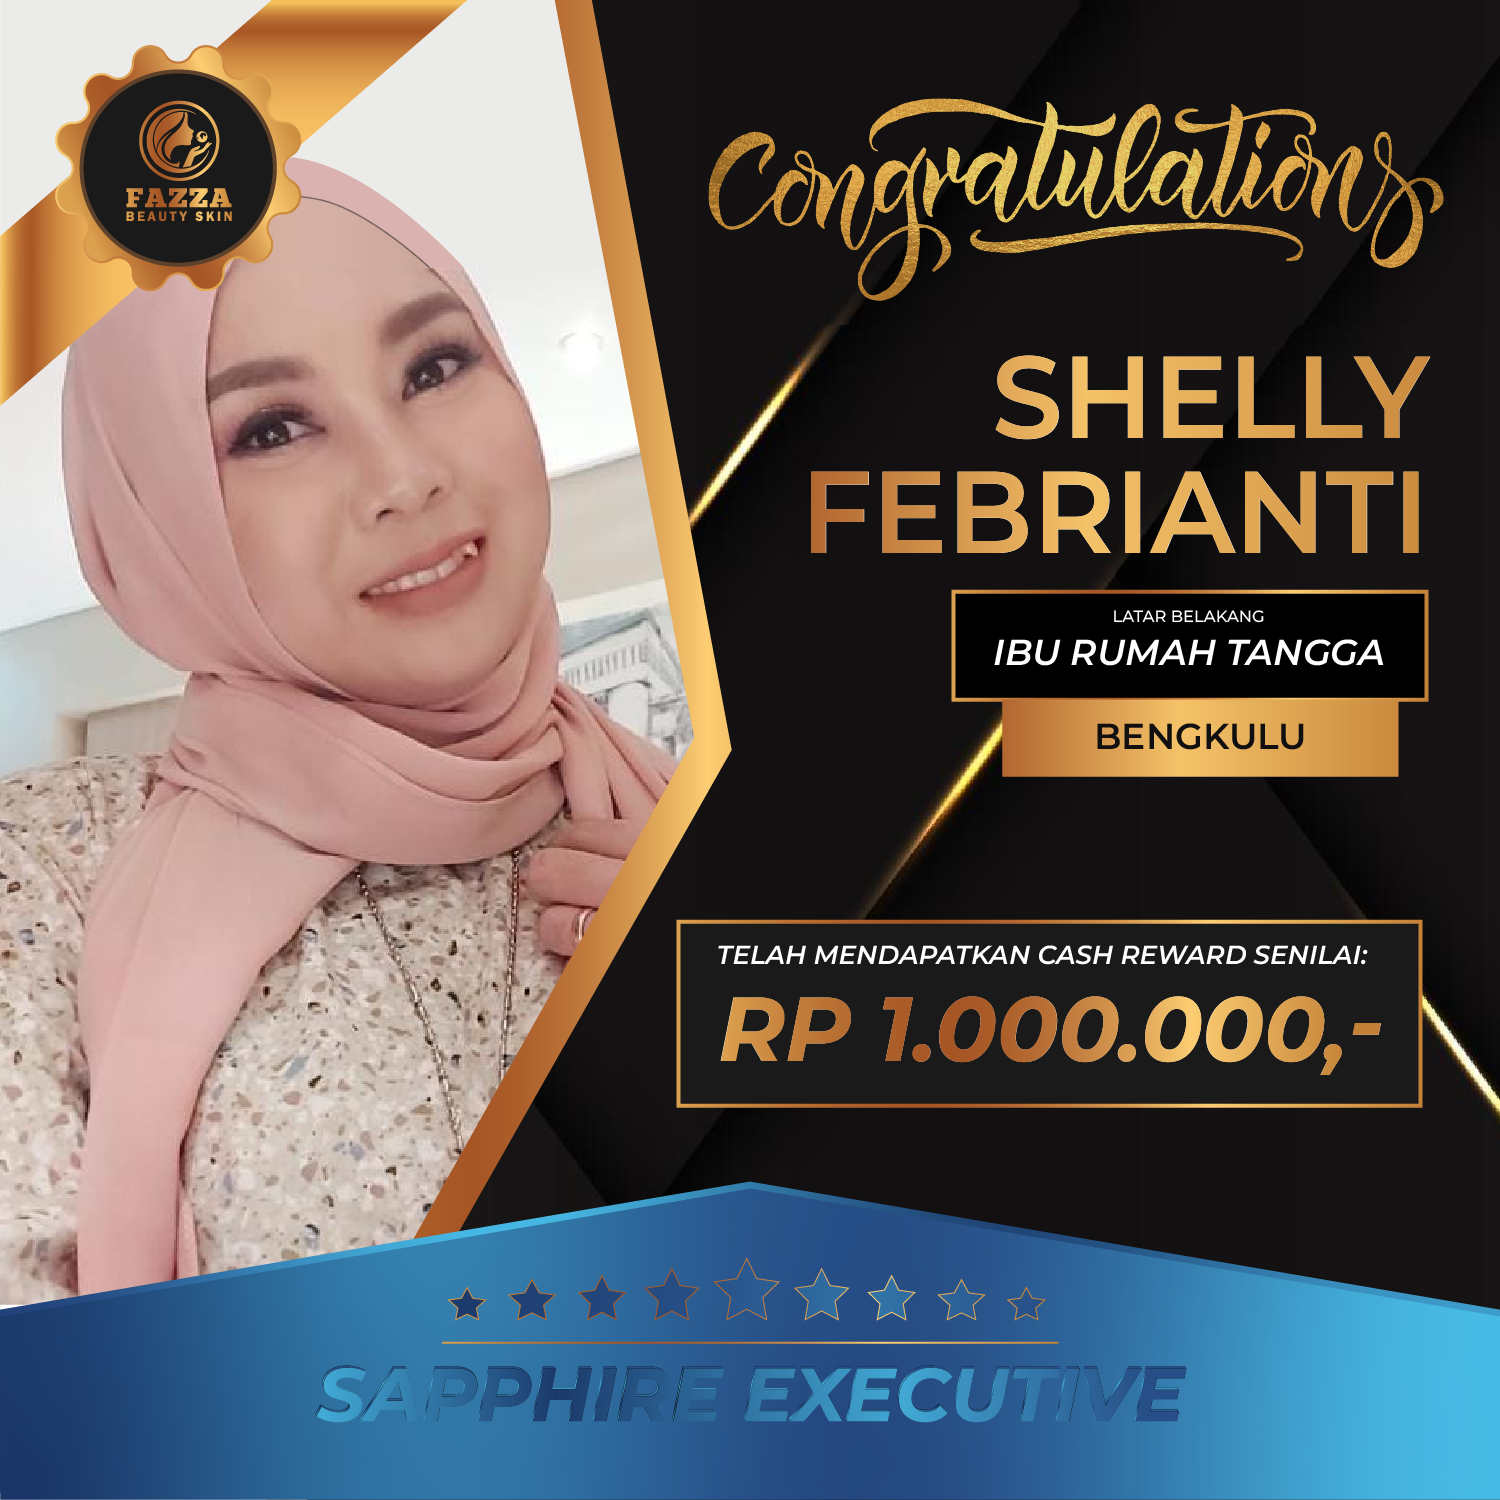 FAZZA
BEAUTY SKIN
Congratulations
SHELLY
FEBRIANTI
LATAR BELAKANG
IBU RUMAH TANGGA
BENGKULU
TELAH MENDAPATKAN CASH REWARD SENILAI:
RP 1.000.000,-
SAPPHIRE EXECUTIVE